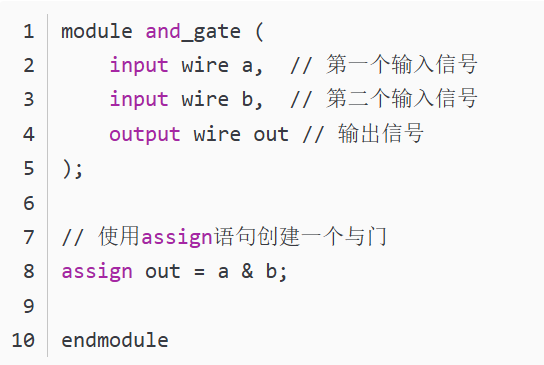 1 module and_gate (
2     input wire a,  // 第一个输入信号
3     input wire b,  // 第二个输入信号
4     output wire out // 输出信号
5 );
6
7 // 使用assign语句创建一个与门
8 assign out = a & b;
9
10 endmodule